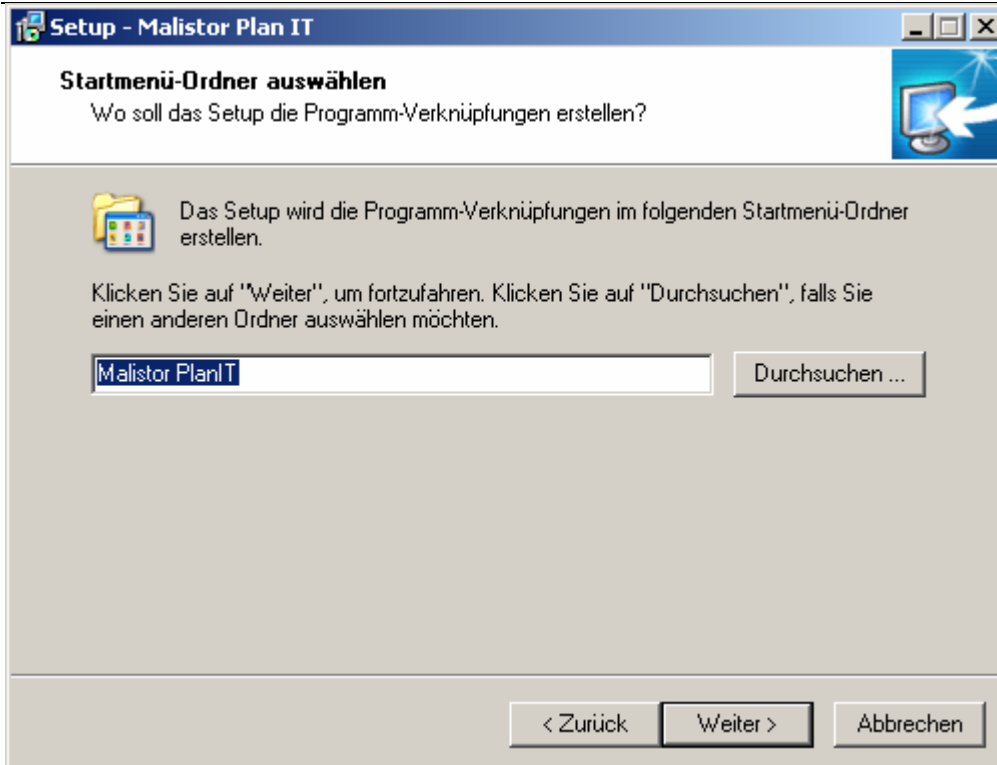 Setup - Malistor Plan IT
Startmenü-Ordner auswählen
Wo soll das Setup die Programm-Verknüpfungen erstellen?
Das Setup wird die Programm-Verknüpfungen im folgenden Startmenü-Ordner
erstellen.
Klicken Sie auf "Weiter", um fortzufahren. Klicken Sie auf "Durchsuchen", falls Sie
einen anderen Ordner auswählen möchten.
Malistor PlanIT
Durchsuchen ...
< Zurück
Weiter >
Abbrechen